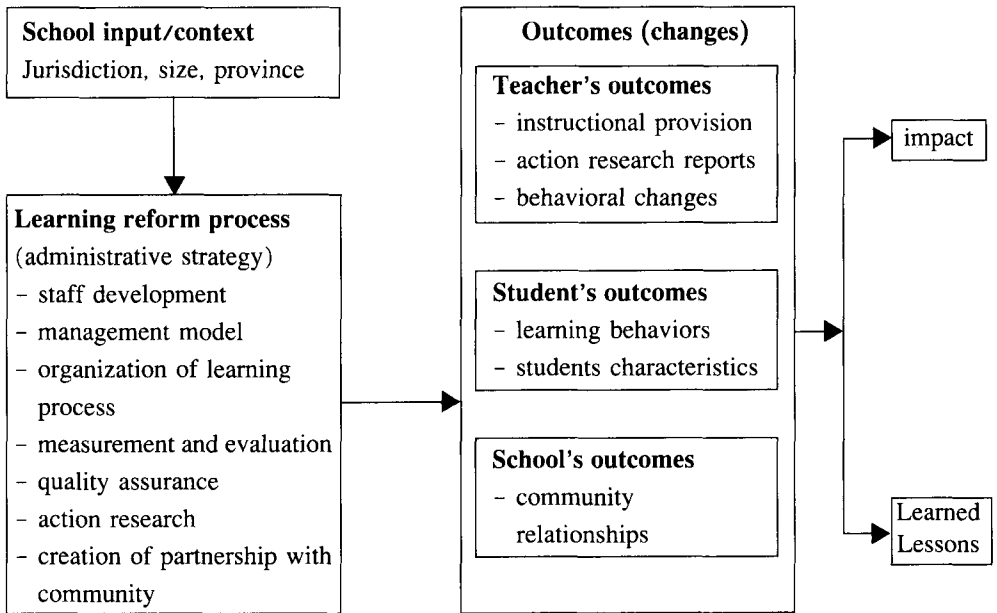 School input/context
Jurisdiction, size, province
Learning reform process
(administrative strategy)
– staff development
– management model
– organization of learning
process
– measurement and evaluation
– quality assurance
– action research
– creation of partnership with
community
Outcomes (changes)
Teacher's outcomes
– instructional provision
– action research reports
– behavioral changes
Student's outcomes
– learning behaviors
– students characteristics
School's outcomes
– community
relationships
impact
Learned
Lessons